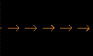 → → → → →